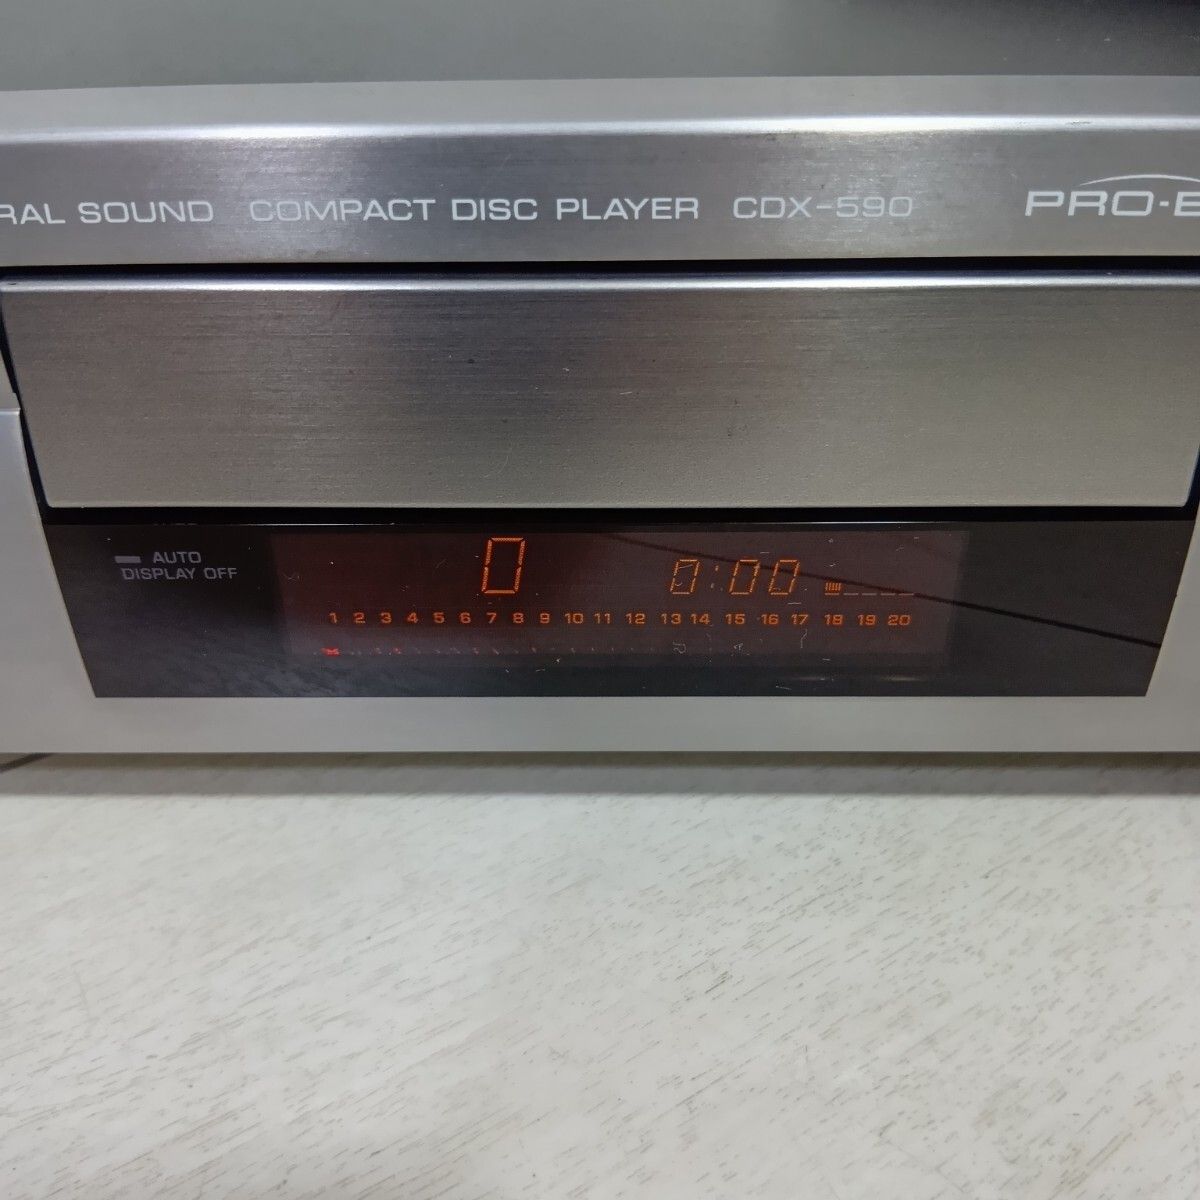 RAL SOUND COMPACT DISC PLAYER CDX-590 PRO-B
AUTO
DISPLAY OFF
0 0:00
1 2 3 4 5 6 7 8 9 10 11 12 13 14 15 16 17 18 19 20